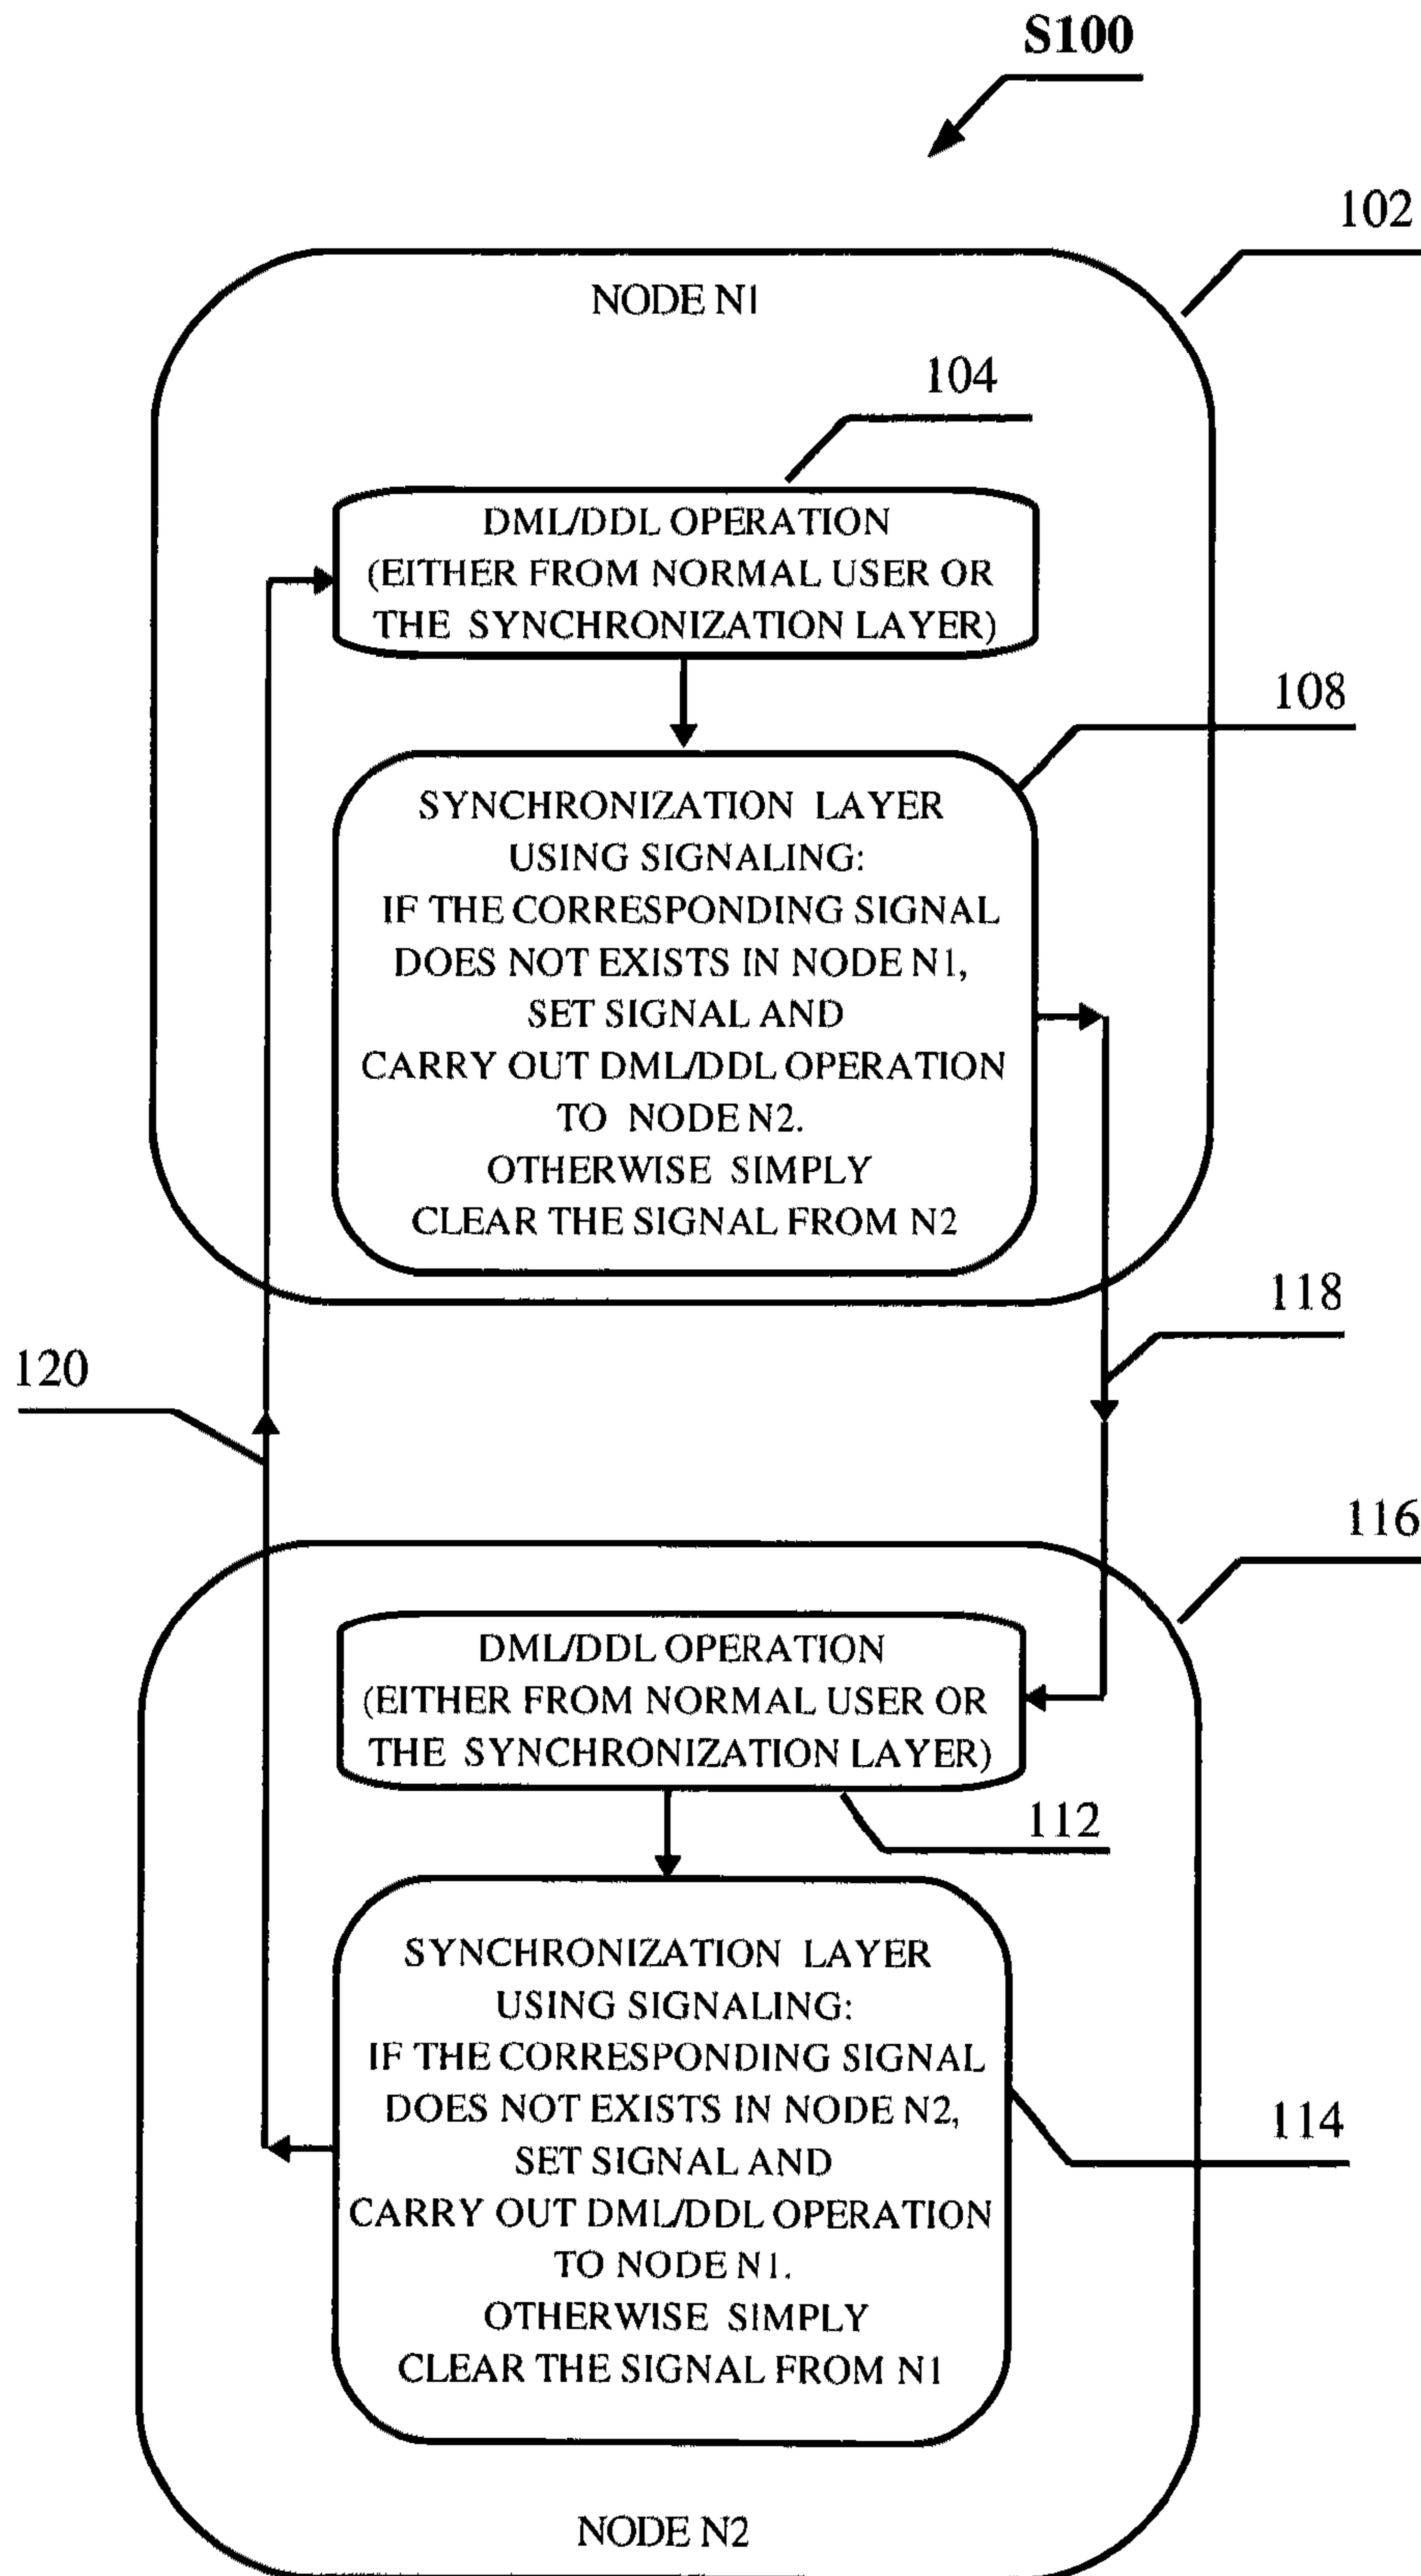 S100
102
NODE N1
104
DML/DDL OPERATION
(EITHER FROM NORMAL USER OR
THE SYNCHRONIZATION LAYER)
108
SYNCHRONIZATION LAYER
USING SIGNALING:
IF THE CORRESPONDING SIGNAL
DOES NOT EXISTS IN NODE N1,
SET SIGNAL AND
CARRY OUT DML/DDL OPERATION
TO NODE N2.
OTHERWISE SIMPLY
CLEAR THE SIGNAL FROM N2
118
120
116
DML/DDL OPERATION
(EITHER FROM NORMAL USER OR
THE SYNCHRONIZATION LAYER)
112
SYNCHRONIZATION LAYER
USING SIGNALING:
IF THE CORRESPONDING SIGNAL
DOES NOT EXISTS IN NODE N2,
SET SIGNAL AND
CARRY OUT DML/DDL OPERATION
TO NODE N1.
OTHERWISE SIMPLY
CLEAR THE SIGNAL FROM N1
114
NODE N2